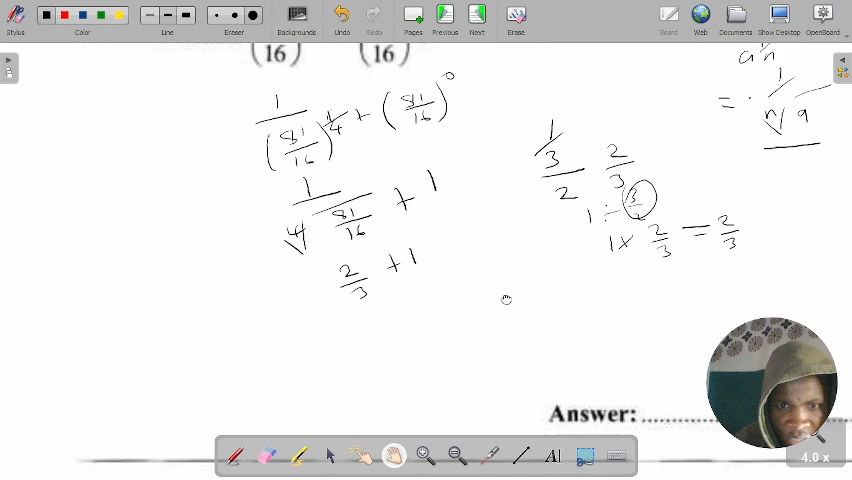 Stylus
Color
Line
Eraser
Backgrounds
Undo
Redo
Pages
Previous
Next
Erase
Board
Web
Documents
Show Desktop
OpenBoard
(16) (16)
1/(81/16)^1/4 + (81/16)^0
1/∜(81/16) + 1
2/3 + 1
1/(3/2) 2/3
1 ÷ 3/2
1 × 2/3 = 2/3
= 1/ⁿ√a
Answer:
4.0 x